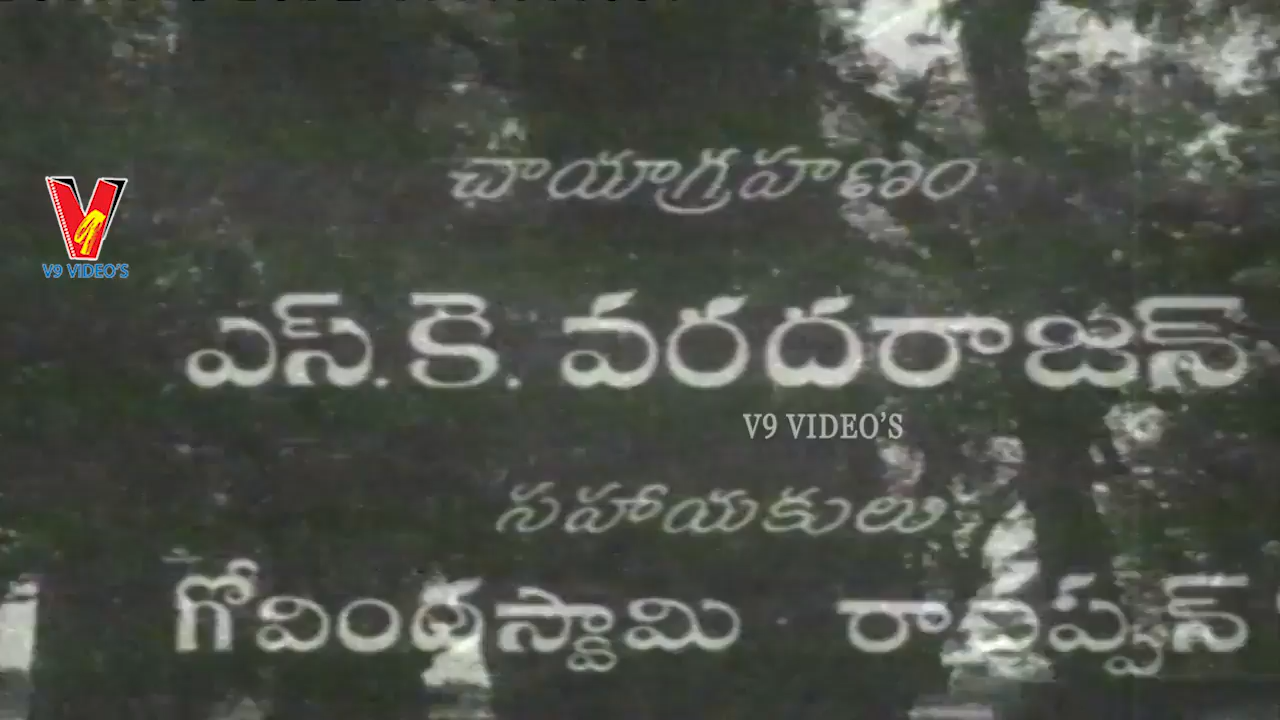 ఛాయాగ్రహణం
V9 VIDEO'S
ఎస్.కె. వరదరాజన్
V9 VIDEO'S
సహాయకులు
గోవిందస్వామి